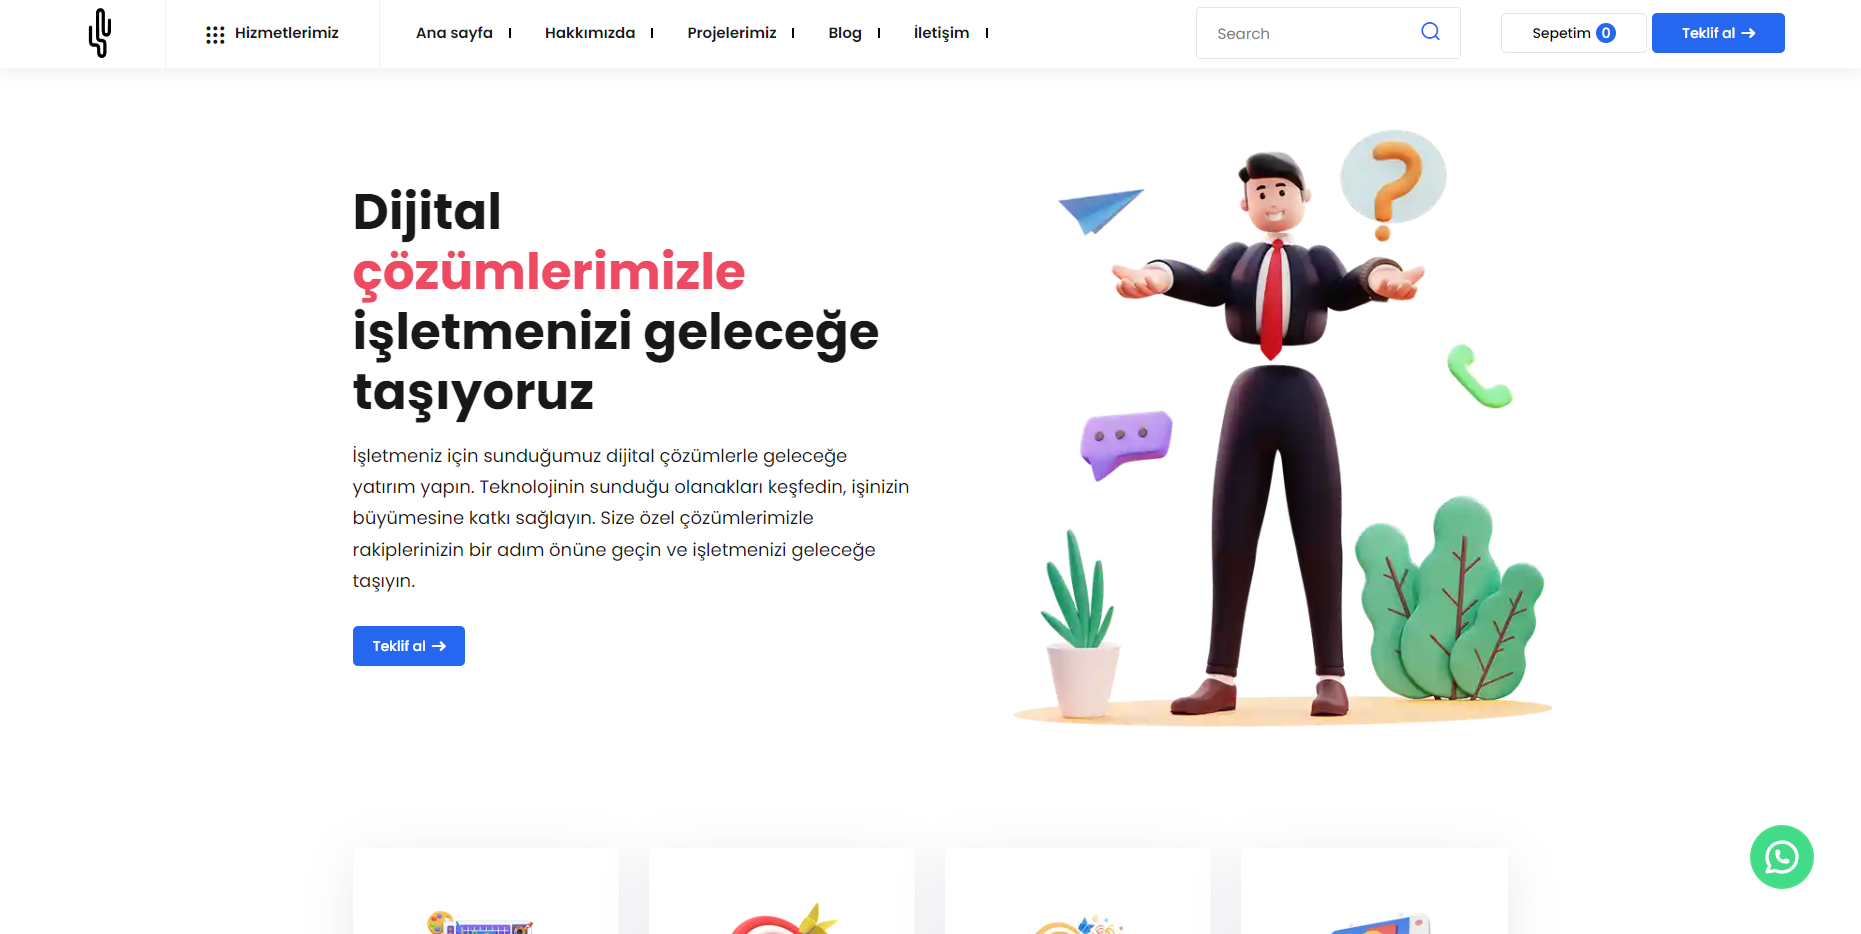 Hizmetlerimiz
Ana sayfa
Hakkımızda
Projelerimiz
Blog
İletişim
Search
Sepetim 0
Teklif al →
Dijital
çözümlerimizle
işletmenizi geleceğe
taşıyoruz
İşletmeniz için sunduğumuz dijital çözümlerle geleceğe
yatırım yapın. Teknolojinin sunduğu olanakları keşfedin, işinizin
büyümesine katkı sağlayın. Size özel çözümlerimizle
rakiplerinizin bir adım önüne geçin ve işletmenizi geleceğe
taşıyın.
Teklif al →
?